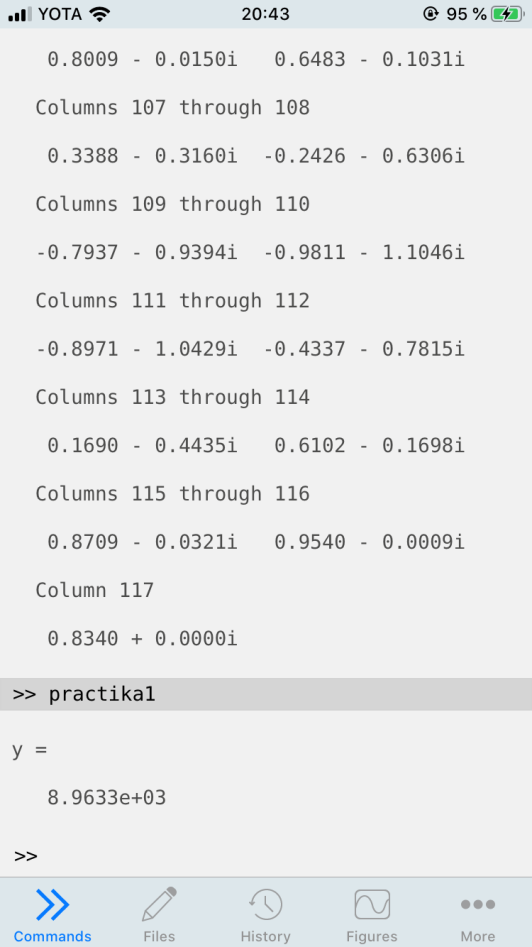 YOTA 20:43 95 %
0.8009 - 0.0150i 0.6483 - 0.1031i
Columns 107 through 108
0.3388 - 0.3160i -0.2426 - 0.6306i
Columns 109 through 110
-0.7937 - 0.9394i -0.9811 - 1.1046i
Columns 111 through 112
-0.8971 - 1.0429i -0.4337 - 0.7815i
Columns 113 through 114
0.1690 - 0.4435i 0.6102 - 0.1698i
Columns 115 through 116
0.8709 - 0.0321i 0.9540 - 0.0009i
Column 117
0.8340 + 0.0000i
>> practika1
y =
8.9633e+03
>>
Commands Files History Figures More